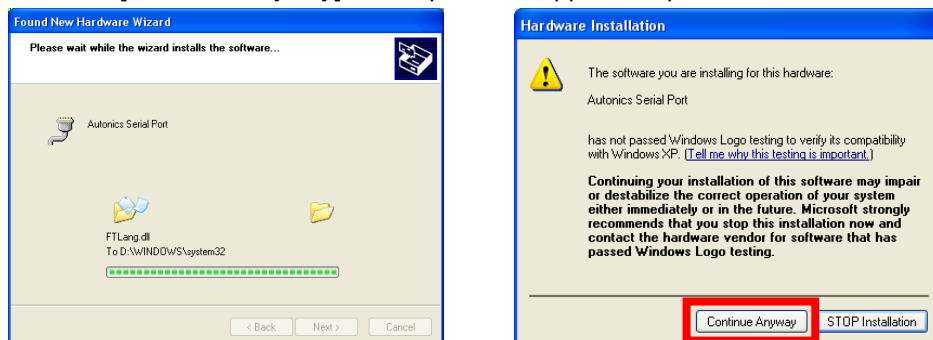 Found New Hardware Wizard
Please wait while the wizard installs the software...
Autonics Serial Port
FTLang.dll
To D:\WINDOWS\system32
< Back
Next >
Cancel
Hardware Installation
The software you are installing for this hardware:
Autonics Serial Port
has not passed Windows Logo testing to verify its compatibility
with Windows XP. (Tell me why this testing is important.)
Continuing your installation of this software may impair
or destabilize the correct operation of your system
either immediately or in the future. Microsoft strongly
recommends that you stop this installation now and
contact the hardware vendor for software that has
passed Windows Logo testing.
Continue Anyway
STOP Installation